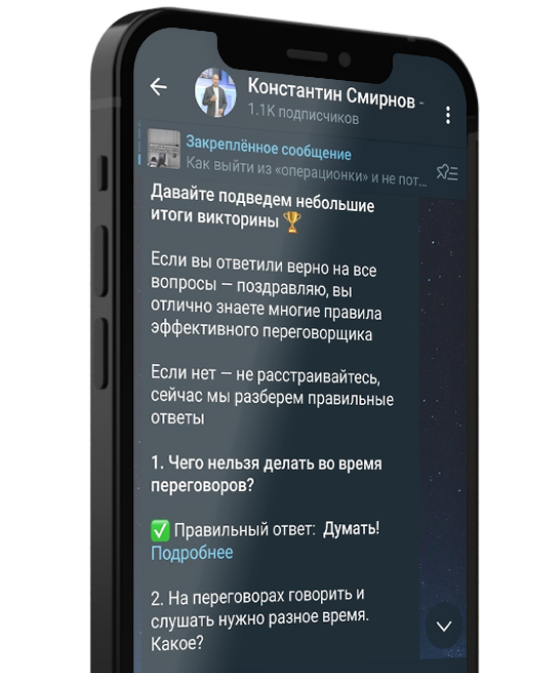 Константин Смирнов -
1.1K подписчиков
Закреплённое сообщение
Как выйти из «операционки» и не пот...
Давайте подведем небольшие
итоги викторины 🏆
Если вы ответили верно на все
вопросы — поздравляю, вы
отлично знаете многие правила
эффективного переговорщика
Если нет — не расстраивайтесь,
сейчас мы разберем правильные
ответы
1. Чего нельзя делать во время
переговоров?
✅ Правильный ответ: Думать!
Подробнее
2. На переговорах говорить и
слушать нужно разное время.
Какое?